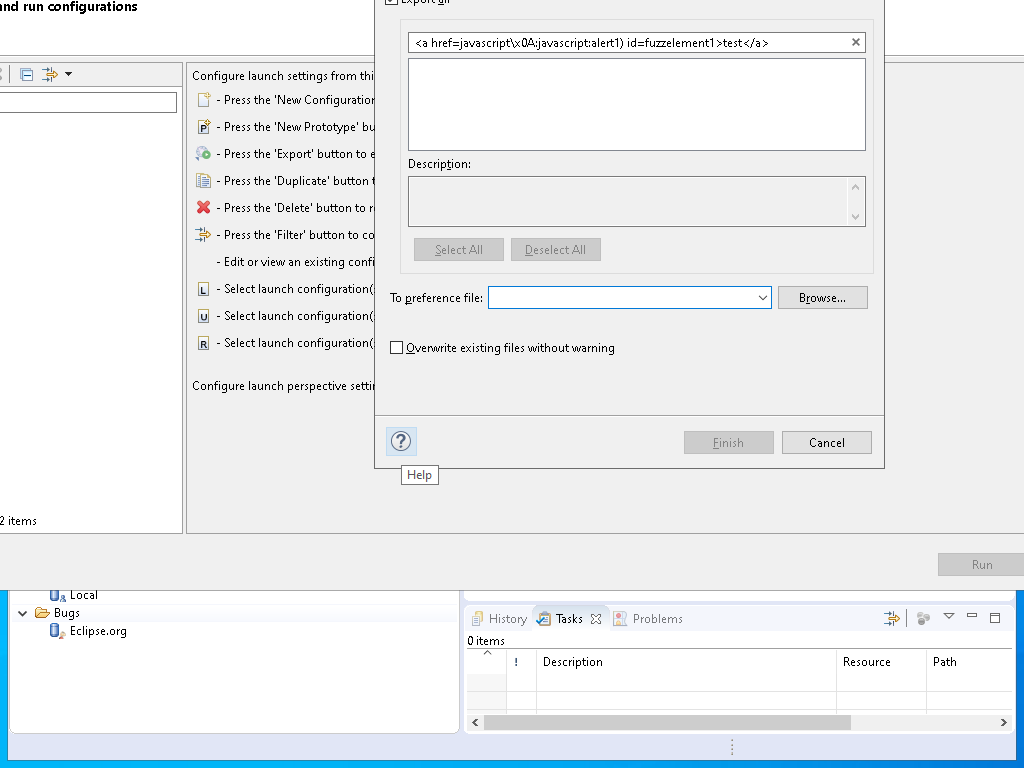 and run configurations
Export all
<a href=javascript\x0A:javascript:alert1) id=fuzzelement1>test</a>
Configure launch settings from thi
- Press the 'New Configuration
- Press the 'New Prototype' bu
- Press the 'Export' button to e
- Press the 'Duplicate' button t
- Press the 'Delete' button to r
- Press the 'Filter' button to co
- Edit or view an existing confi
- Select launch configuration(
- Select launch configuration(
- Select launch configuration(
Configure launch perspective settin
Description:
Select All
Deselect All
To preference file:
Browse...
Overwrite existing files without warning
Finish
Cancel
Help
2 items
Run
Local
Bugs
Eclipse.org
History
Tasks
Problems
0 items
! Description Resource Path